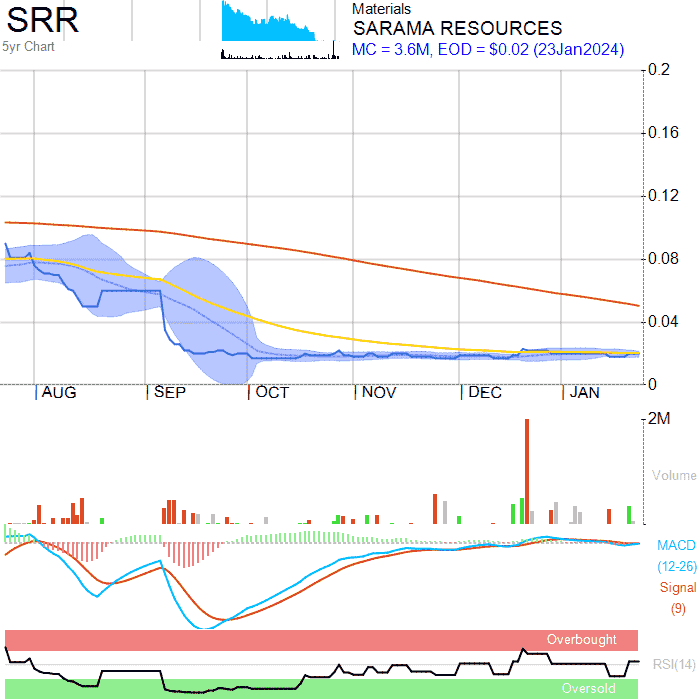 SRR
5yr Chart
Materials
SARAMA RESOURCES
MC = 3.6M, EOD = $0.02 (23Jan2024)
0.2
0.16
0.12
0.08
0.04
0
AUG SEP OCT NOV DEC JAN
2M
Volume
MACD
(12-26)
Signal
(9)
Overbought
RSI(14)
Oversold